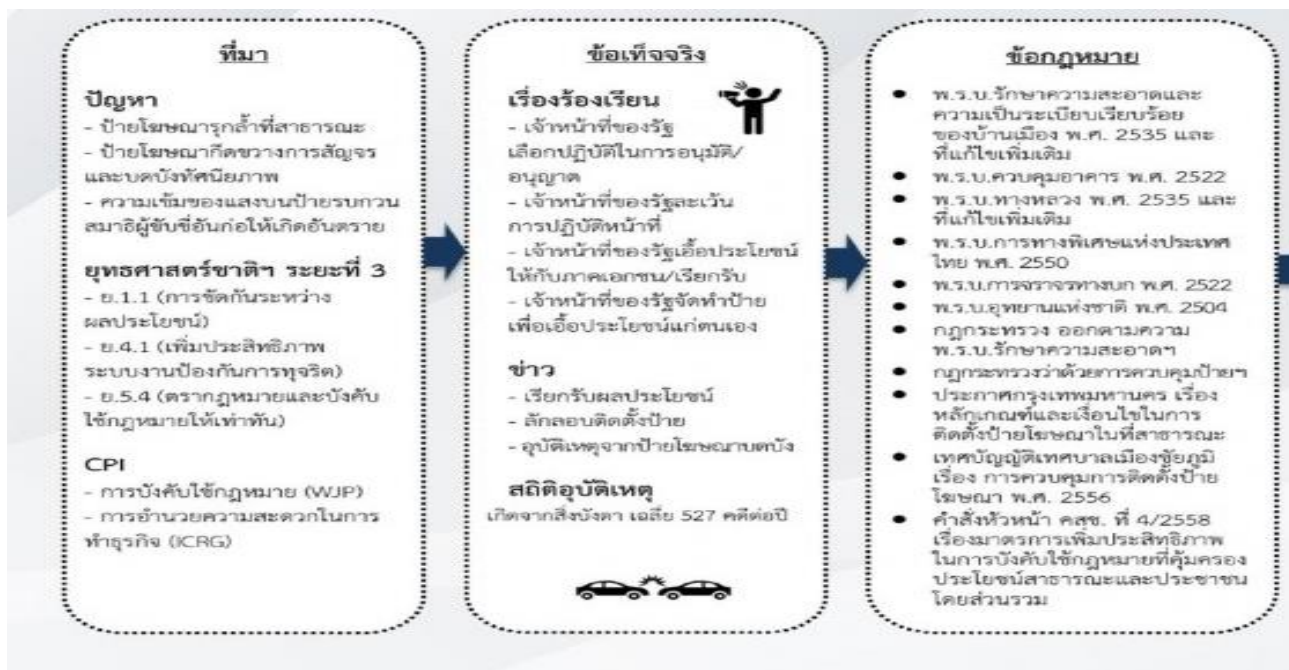 ที่มา
ปัญหา
- ป้ายโฆษณารุกล้ำที่สาธารณะ
- ป้ายโฆษณากีดขวางการสัญจร
และบดบังทัศนียภาพ
- ความเข้มของแสงบนป้ายรบกวน
สมาธิผู้ขับขี่อันก่อให้เกิดอันตราย
ยุทธศาสตร์ชาติฯ ระยะที่ 3
- ย.1.1 (การขัดกันระหว่าง
ผลประโยชน์)
- ย.4.1 (เพิ่มประสิทธิภาพ
ระบบงานป้องกันการทุจริต)
- ย.5.4 (ตรากฎหมายและบังคับ
ใช้กฎหมายให้เท่าทัน)
CPI
- การบังคับใช้กฎหมาย (WJP)
- การอำนวยความสะดวกในการ
ทำธุรกิจ (ICRG)
ข้อเท็จจริง
เรื่องร้องเรียน
- เจ้าหน้าที่ของรัฐ
เลือกปฏิบัติในการอนุมัติ/
อนุญาต
- เจ้าหน้าที่ของรัฐละเว้น
การปฏิบัติหน้าที่
- เจ้าหน้าที่ของรัฐเอื้อประโยชน์
ให้กับภาคเอกชน/เรียกรับ
- เจ้าหน้าที่ของรัฐจัดทำป้าย
เพื่อเอื้อประโยชน์แก่ตนเอง
ข่าว
- เรียกรับผลประโยชน์
- ลักลอบติดตั้งป้าย
- อุบัติเหตุจากป้ายโฆษณาบดบัง
สถิติอุบัติเหตุ
เกิดจากสิ่งบังตา เฉลี่ย 527 คดีต่อปี
ข้อกฎหมาย
● พ.ร.บ.รักษาความสะอาดและ
ความเป็นระเบียบเรียบร้อย
ของบ้านเมือง พ.ศ. 2535 และ
ที่แก้ไขเพิ่มเติม
● พ.ร.บ.ควบคุมอาคาร พ.ศ. 2522
● พ.ร.บ.ทางหลวง พ.ศ. 2535 และ
ที่แก้ไขเพิ่มเติม
● พ.ร.บ.การทางพิเศษแห่งประเทศ
ไทย พ.ศ. 2550
● พ.ร.บ.การจราจรทางบก พ.ศ. 2522
● พ.ร.บ.อุทยานแห่งชาติ พ.ศ. 2504
● กฎกระทรวง ออกตามความ
พ.ร.บ.รักษาความสะอาดฯ
● กฎกระทรวงว่าด้วยการควบคุมป้ายฯ
● ประกาศกรุงเทพมหานคร เรื่อง
หลักเกณฑ์และเงื่อนไขในการ
ติดตั้งป้ายโฆษณาในที่สาธารณะ
● เทศบัญญัติเทศบาลเมืองชัยภูมิ
เรื่อง การควบคุมการติดตั้งป้าย
โฆษณา พ.ศ. 2556
● คำสั่งหัวหน้า คสช. ที่ 4/2558
เรื่องมาตรการเพิ่มประสิทธิภาพ
ในการบังคับใช้กฎหมายที่คุ้มครอง
ประโยชน์สาธารณะและประชาชน
โดยส่วนรวม